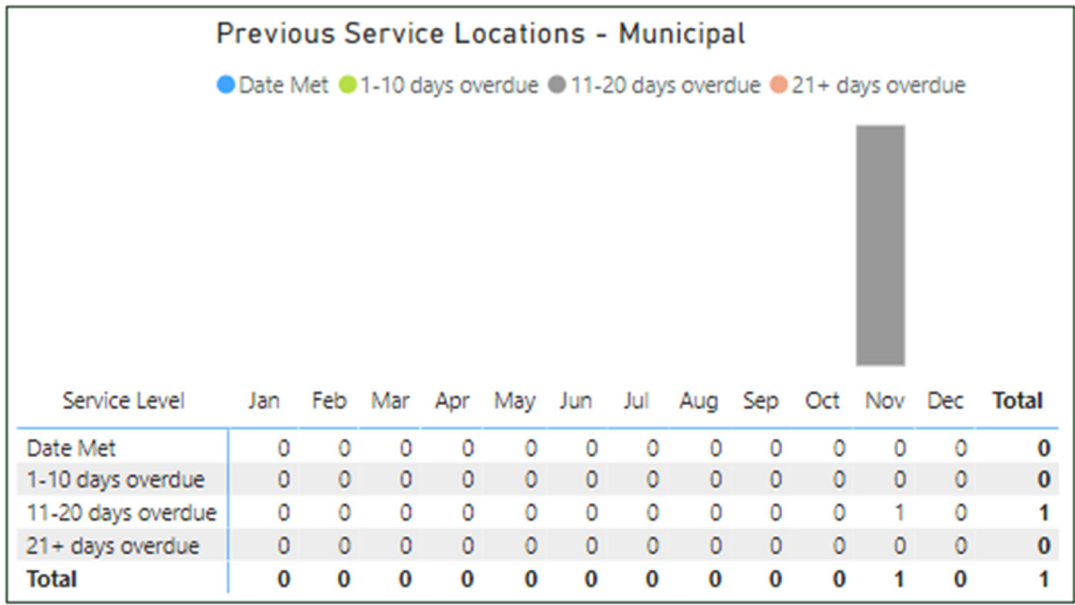 Previous Service Locations - Municipal
Date Met 1-10 days overdue 11-20 days overdue 21+ days overdue
Service Level Jan Feb Mar Apr May Jun Jul Aug Sep Oct Nov Dec Total
Date Met 0 0 0 0 0 0 0 0 0 0 0 0 0
1-10 days overdue 0 0 0 0 0 0 0 0 0 0 0 0 0
11-20 days overdue 0 0 0 0 0 0 0 0 0 0 1 0 1
21+ days overdue 0 0 0 0 0 0 0 0 0 0 0 0 0
Total 0 0 0 0 0 0 0 0 0 0 1 0 1